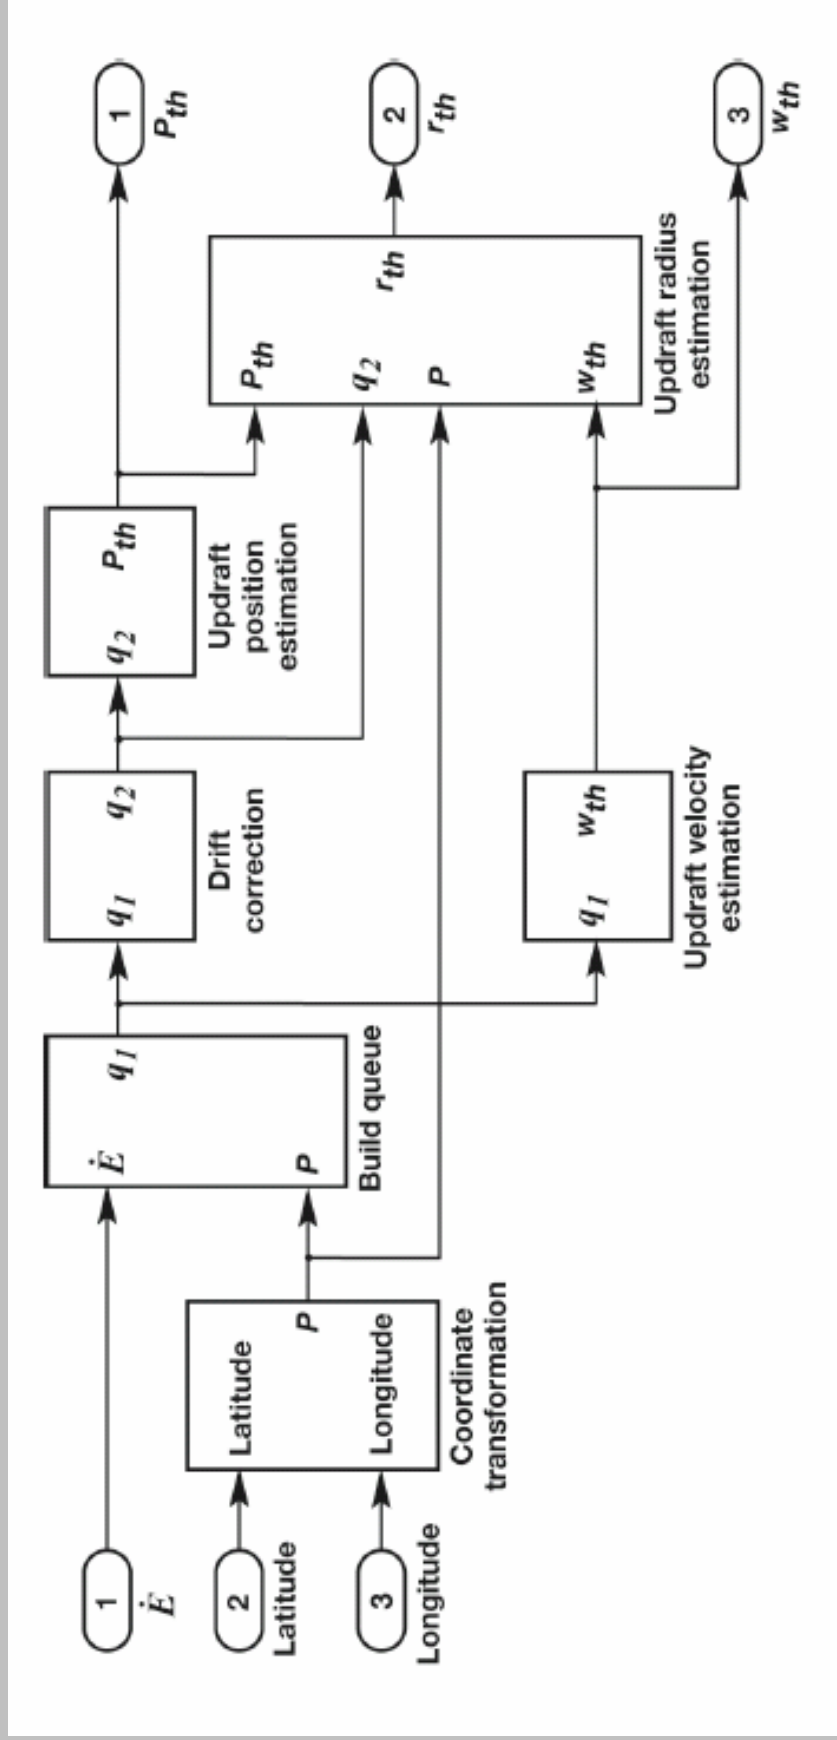 1
Ė
2
Latitude
3
Longitude
Latitude
Longitude
P
Coordinate
transformation
Ė
P
q1
Build queue
q1
q2
Drift
correction
q2
Pth
Updraft
position
estimation
q1
wth
Updraft velocity
estimation
Pth
q2
P
wth
rth
Updraft radius
estimation
1
Pth
2
rth
3
wth